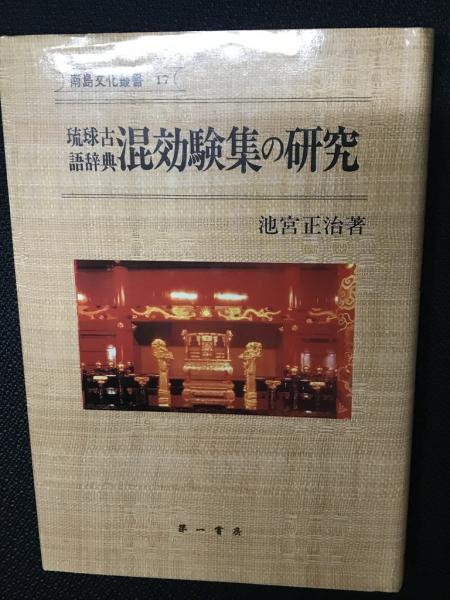 南島文化叢書 17
琉球古語辞典 混効験集の研究
池宮正治著
第一書房